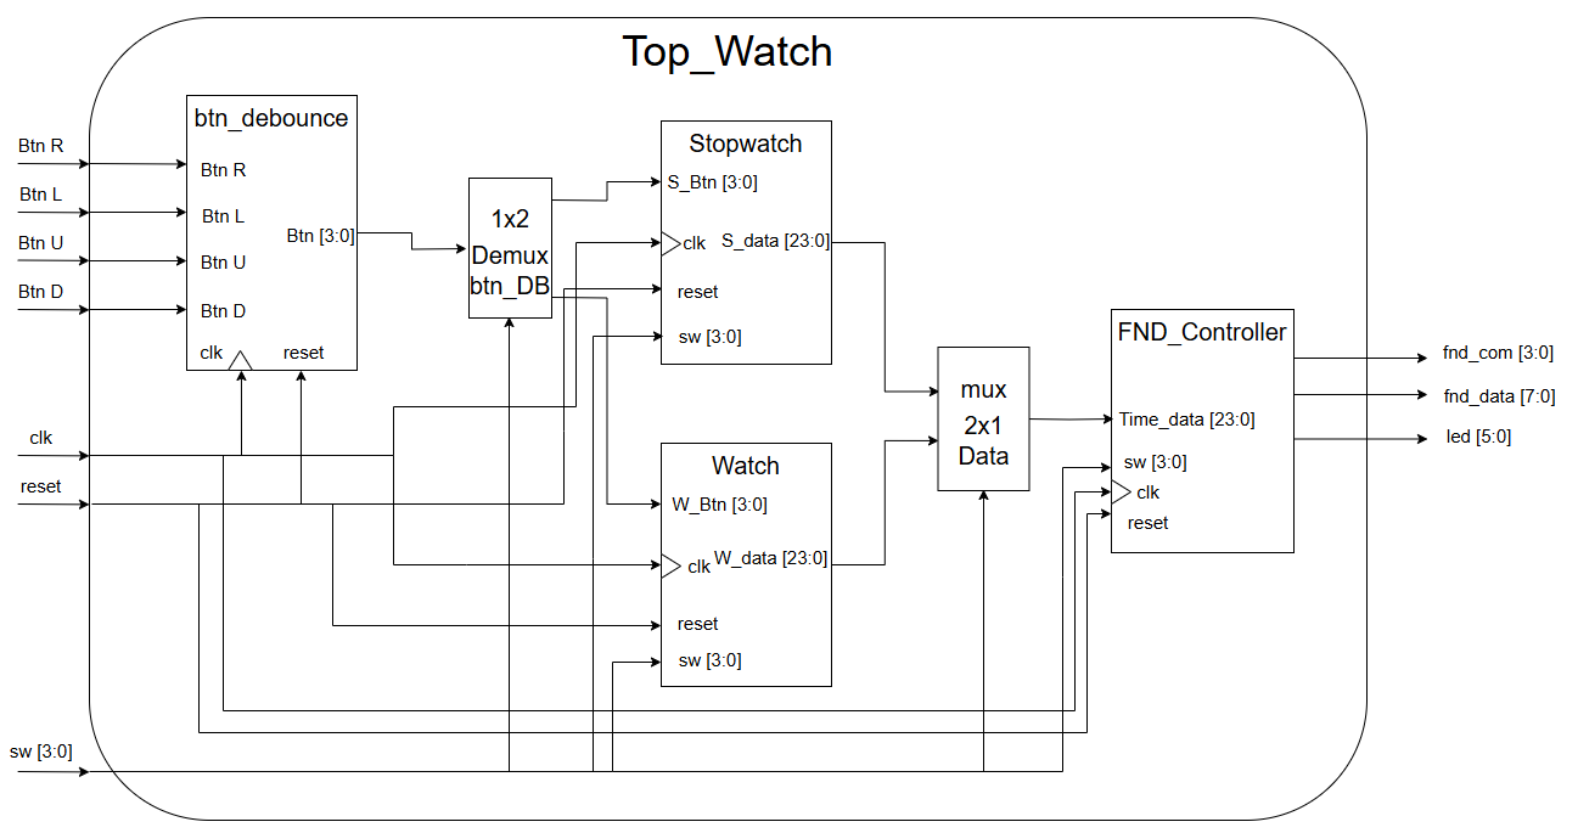 Top_Watch
Btn R
Btn L
Btn U
Btn D
clk
reset
sw [3:0]
btn_debounce
Btn R
Btn L
Btn U
Btn D
Btn [3:0]
clk
reset
1x2
Demux
btn_DB
Stopwatch
S_Btn [3:0]
clk
S_data [23:0]
reset
sw [3:0]
Watch
W_Btn [3:0]
clk
W_data [23:0]
reset
sw [3:0]
mux
2x1
Data
FND_Controller
Time_data [23:0]
sw [3:0]
clk
reset
fnd_com [3:0]
fnd_data [7:0]
led [5:0]